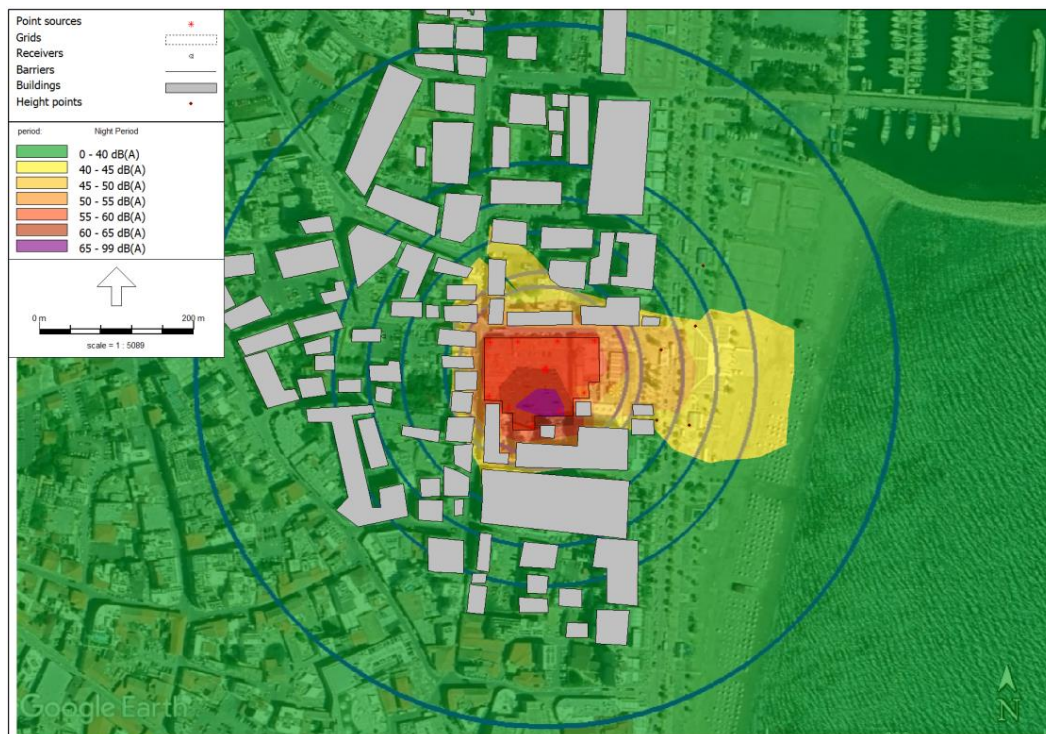 Point sources
Grids
Receivers
Barriers
Buildings
Height points
period: Night Period
0 - 40 dB(A)
40 - 45 dB(A)
45 - 50 dB(A)
50 - 55 dB(A)
55 - 60 dB(A)
60 - 65 dB(A)
65 - 99 dB(A)
0 m 200 m
scale = 1 : 5089
Google Earth
N